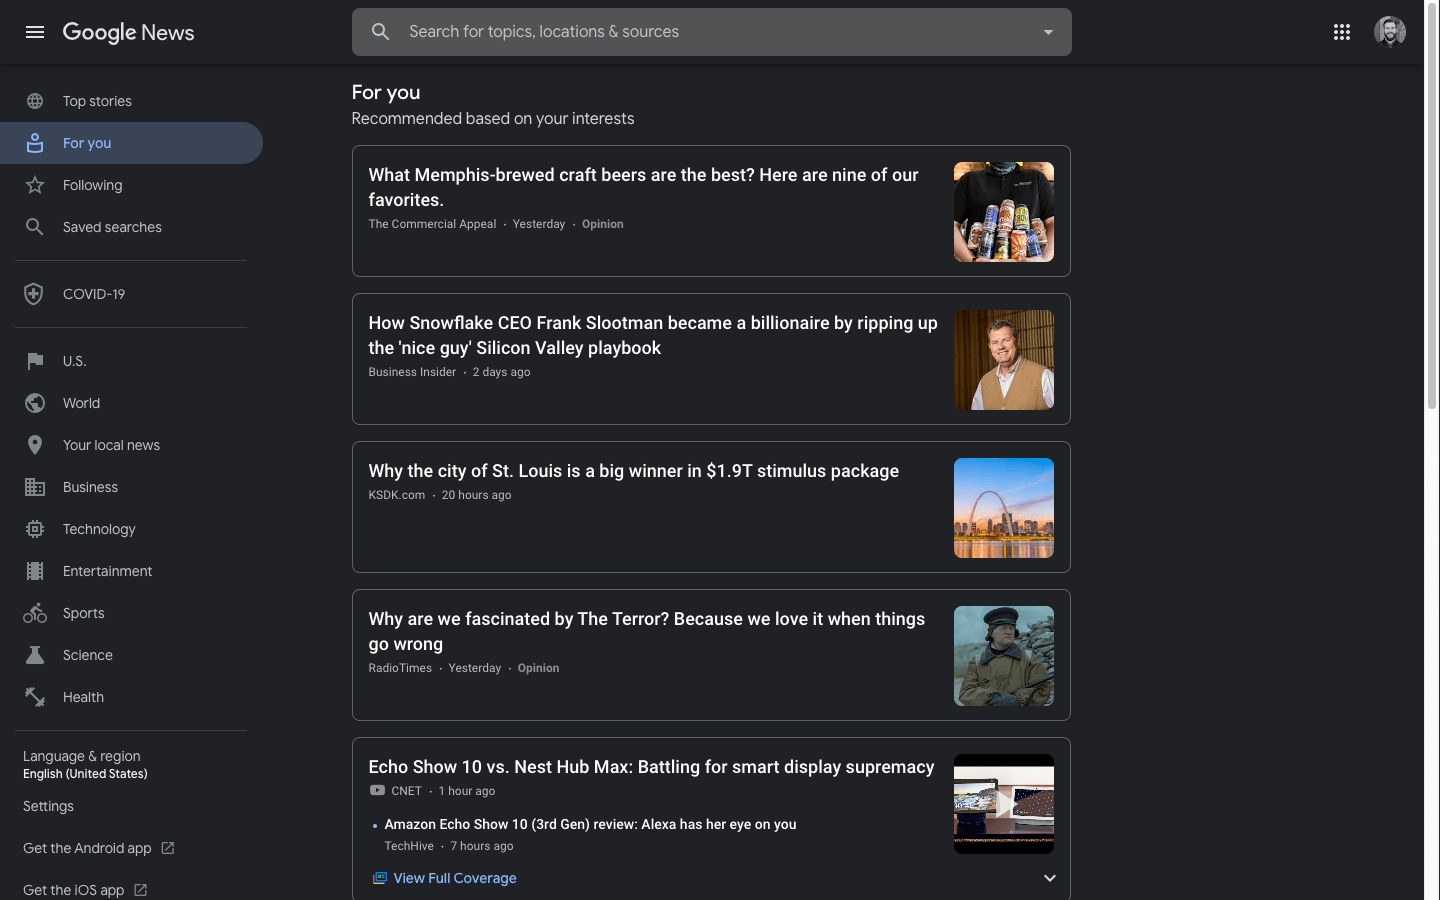 Google News
Search for topics, locations & sources
Top stories
For you
Following
Saved searches
COVID-19
U.S.
World
Your local news
Business
Technology
Entertainment
Sports
Science
Health
Language & region
English (United States)
Settings
Get the Android app
Get the iOS app
For you
Recommended based on your interests
What Memphis-brewed craft beers are the best? Here are nine of our
favorites.
The Commercial Appeal · Yesterday · Opinion
How Snowflake CEO Frank Slootman became a billionaire by ripping up
the 'nice guy' Silicon Valley playbook
Business Insider · 2 days ago
Why the city of St. Louis is a big winner in $1.9T stimulus package
KSDK.com · 20 hours ago
Why are we fascinated by The Terror? Because we love it when things
go wrong
RadioTimes · Yesterday · Opinion
Echo Show 10 vs. Nest Hub Max: Battling for smart display supremacy
CNET · 1 hour ago
Amazon Echo Show 10 (3rd Gen) review: Alexa has her eye on you
TechHive · 7 hours ago
View Full Coverage